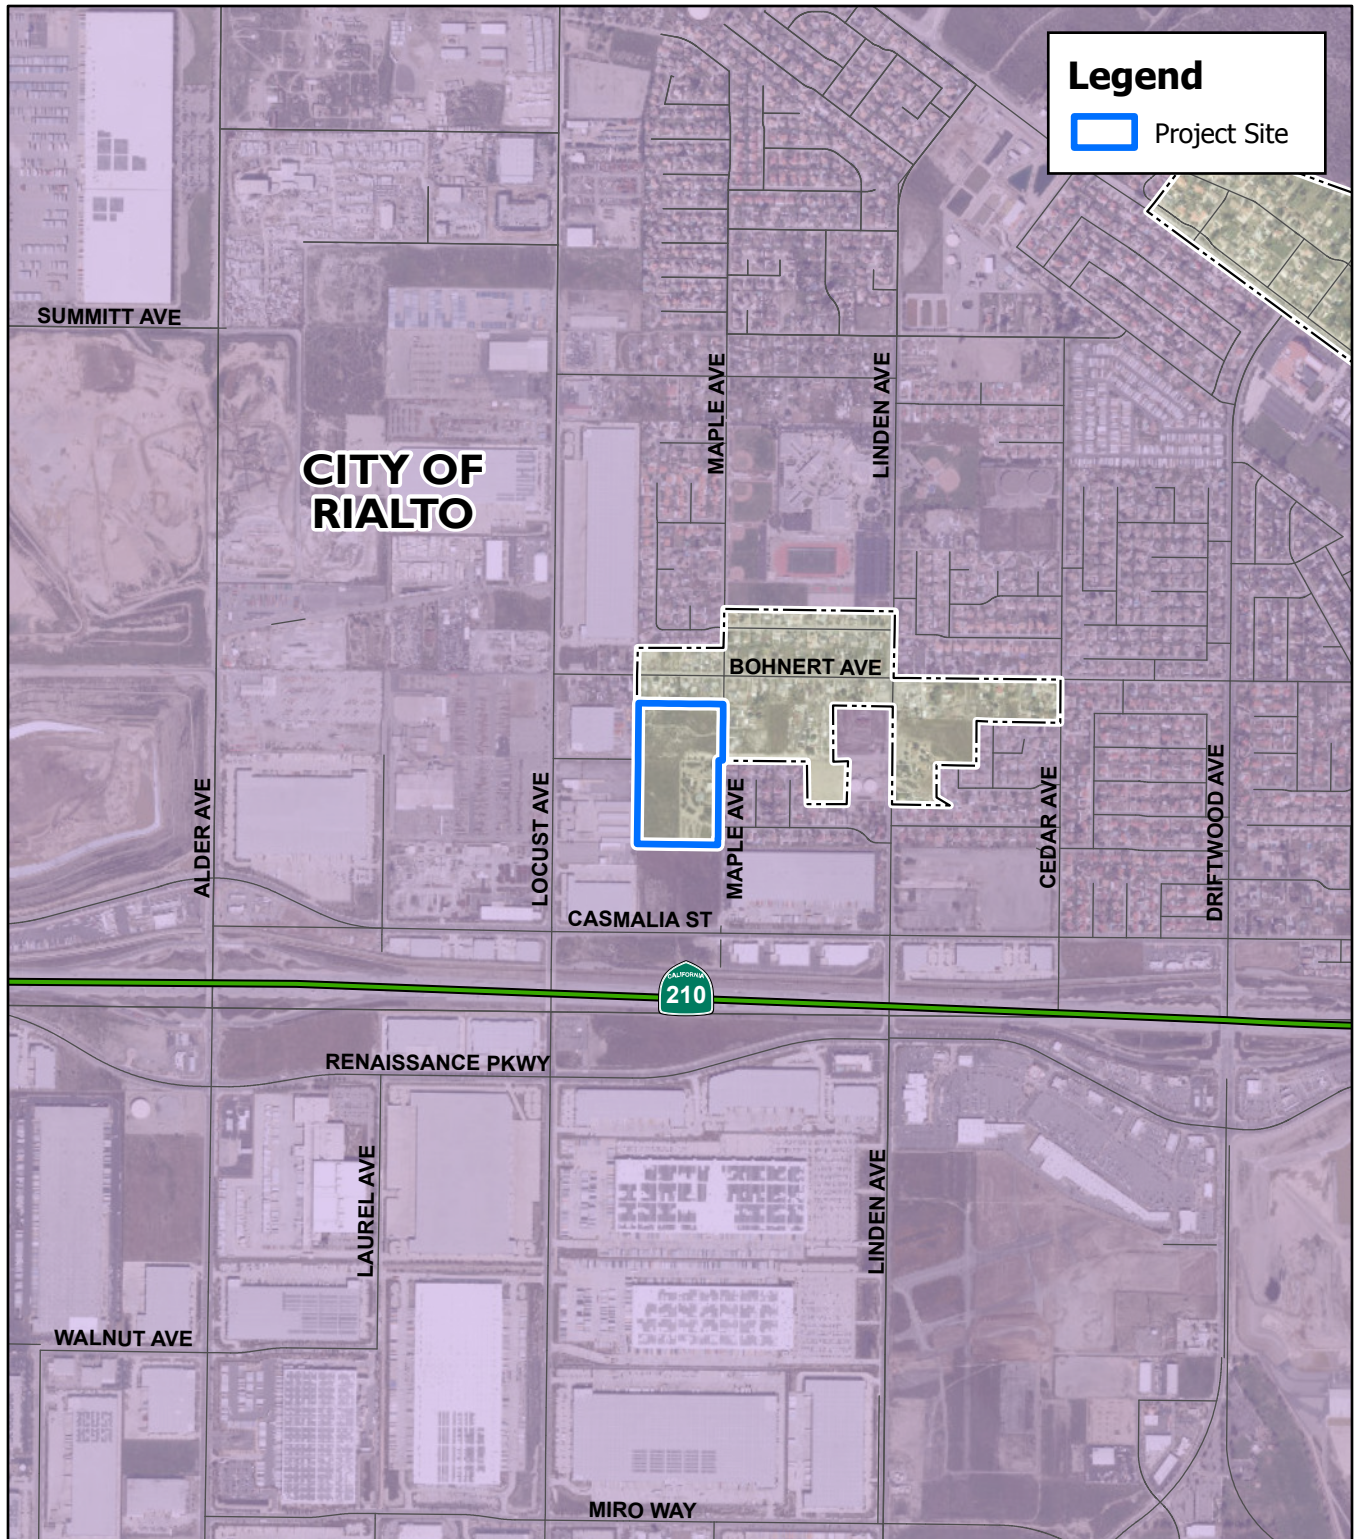 Legend
Project Site
SUMMITT AVE
MAPLE AVE
LINDEN AVE
CITY OF
RIALTO
BOHNERT AVE
ALDER AVE
LOCUST AVE
MAPLE AVE
CEDAR AVE
DRIFTWOOD AVE
CASMALIA ST
CALIFORNIA
210
RENAISSANCE PKWY
LAUREL AVE
LINDEN AVE
WALNUT AVE
MIRO WAY